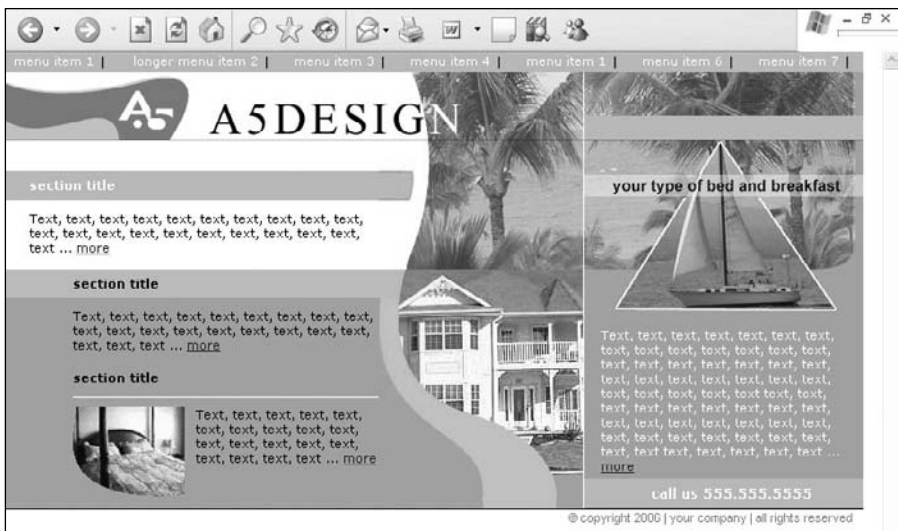 menu item 1 | longer menu item 2 | menu item 3 | menu item 4 | menu item 1 | menu item 6 | menu item 7 |
A5
A5DESIGN
section title
Text, text, text, text, text, text, text, text, text, text,
text, text, text, text, text, text, text, text, text, text,
text ... more
section title
Text, text, text, text, text, text, text, text, text,
text, text, text, text, text, text, text, text, text,
text, text, text ... more
section title
Text, text, text, text, text,
text, text, text, text, text,
text, text, text, text, text,
text, text, text, text ... more
your type of bed and breakfast
Text, text, text, text, text, text, text,
text, text, text, text, text, text, text,
text, text, text, text, text, text, text,
text, text, text, text, text, text, text,
text, text, text, text, text text, text,
text, text, text, text, text, text, text,
text, text, text, text, text, text, text,
text, text, text, text, text, text, text,
text, text text, text, text, text, text ...
more
call us 555.555.5555
© copyright 2006 | your company | all rights reserved